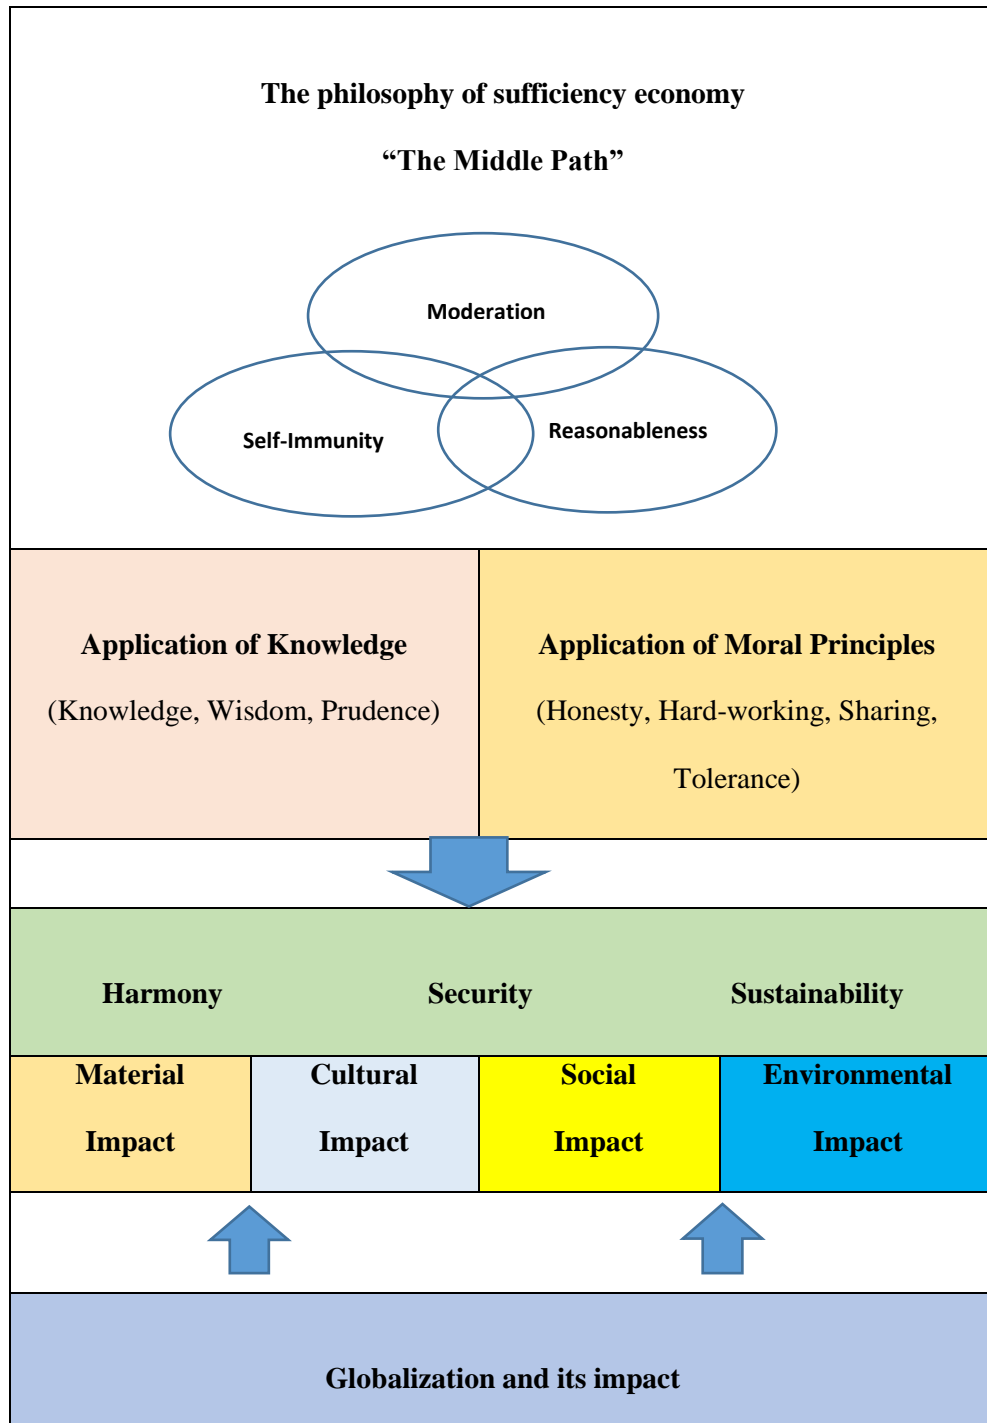 The philosophy of sufficiency economy
“The Middle Path”
Moderation
Self-Immunity
Reasonableness
Application of Knowledge
(Knowledge, Wisdom, Prudence)
Application of Moral Principles
(Honesty, Hard-working, Sharing,
Tolerance)
Harmony
Security
Sustainability
Material
Impact
Cultural
Impact
Social
Impact
Environmental
Impact
Globalization and its impact